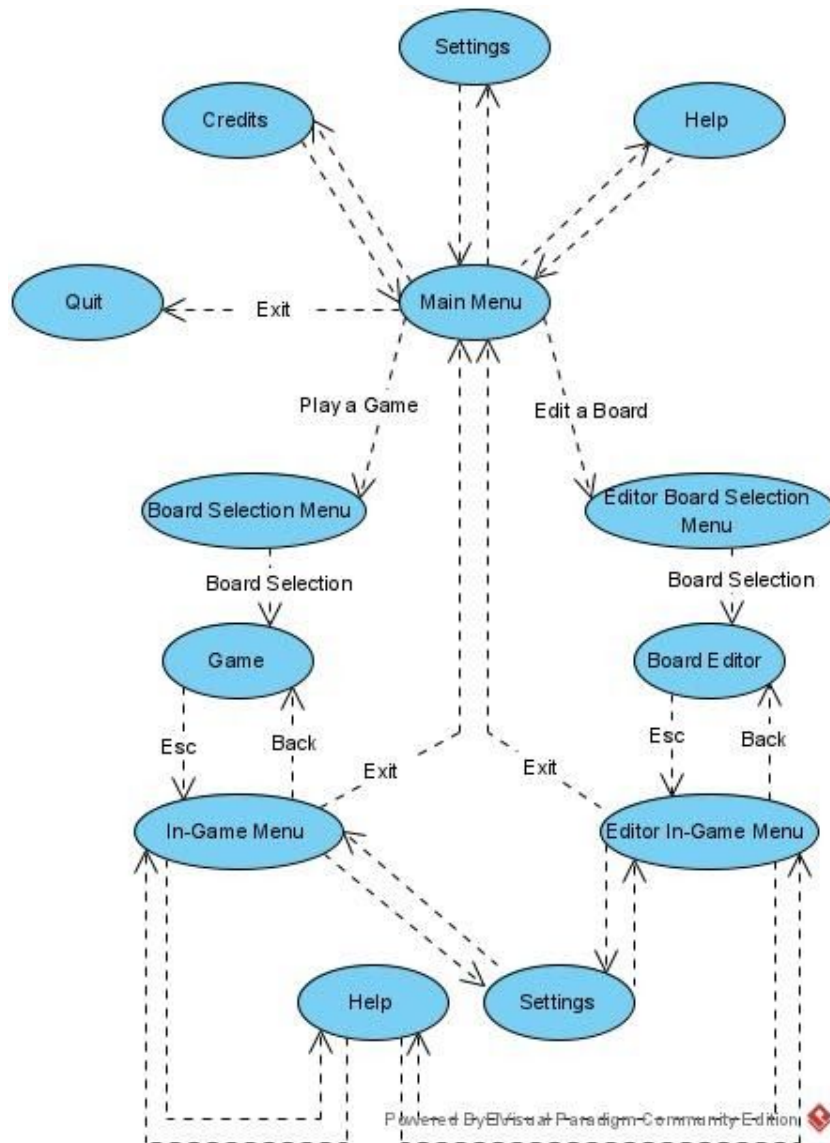 Settings
Credits
Help
Quit
Exit
Main Menu
Play a Game
Edit a Board
Board Selection Menu
Editor Board Selection
Menu
Board Selection
Board Selection
Game
Board Editor
Esc
Back
Esc
Back
Exit
Exit
In-Game Menu
Editor In-Game Menu
Help
Settings
Powered By Visual Paradigm Community Edition